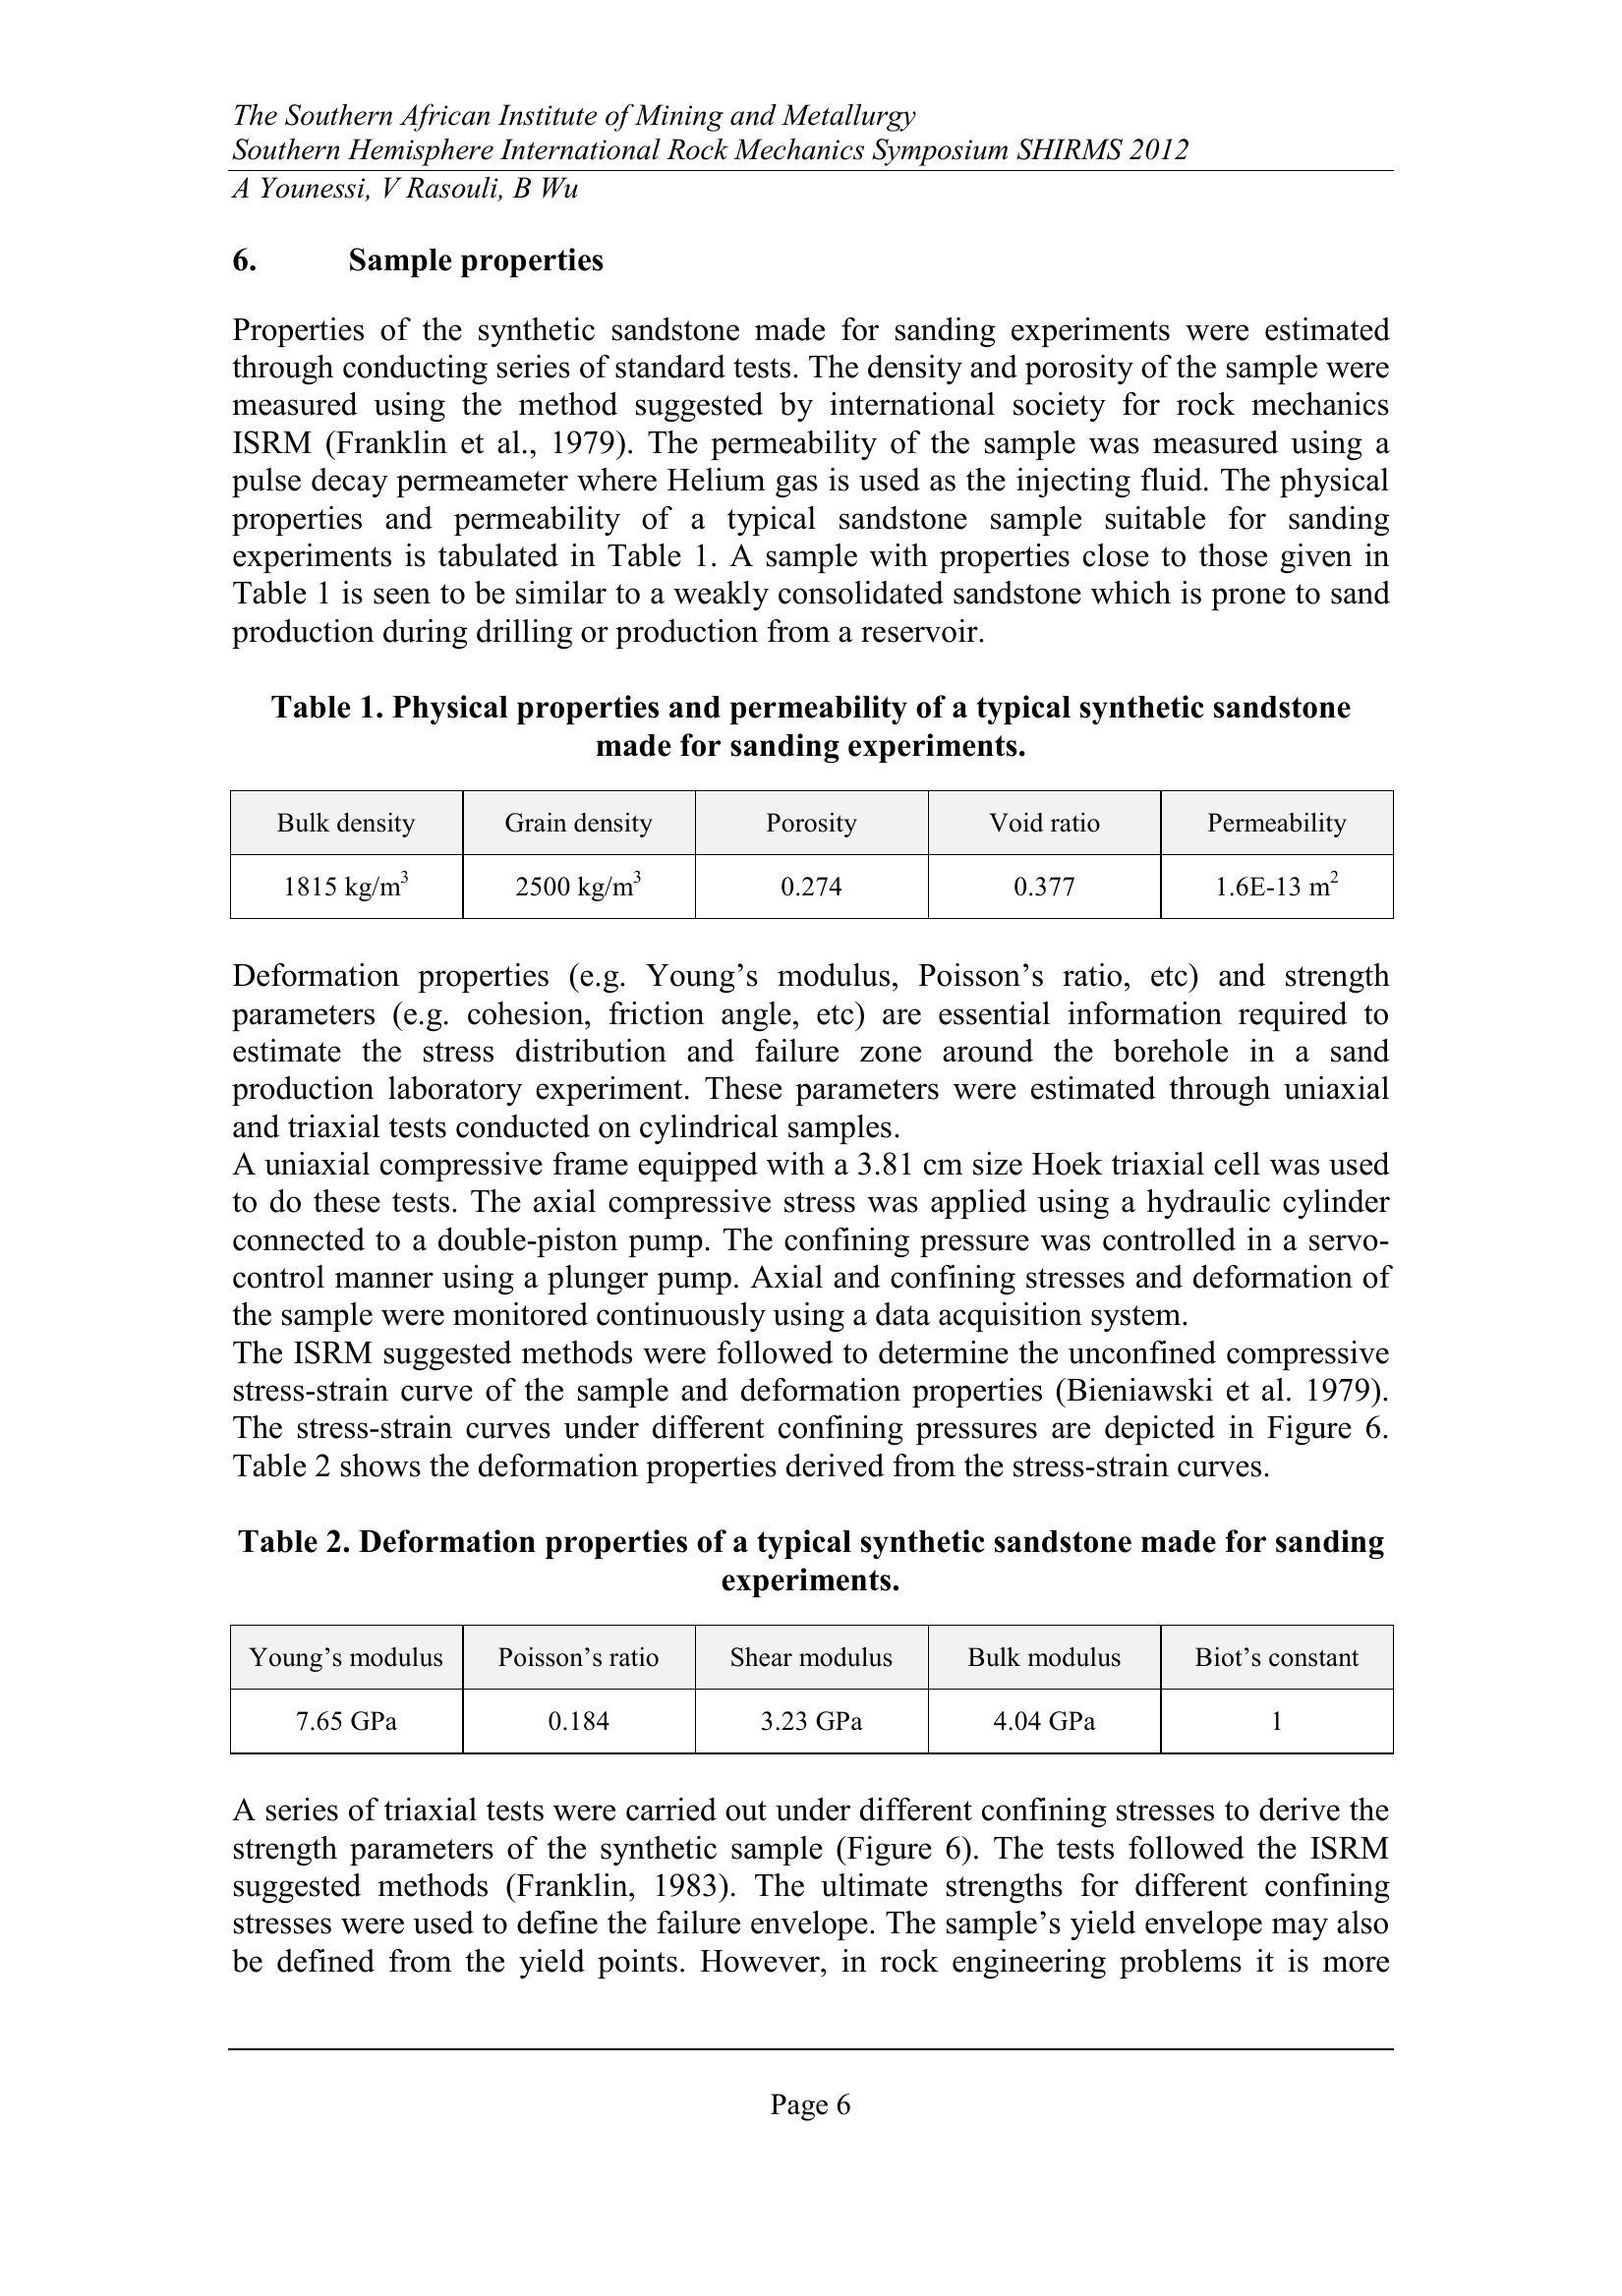 The Southern African Institute of Mining and Metallurgy
Southern Hemisphere International Rock Mechanics Symposium SHIRMS 2012
A Younessi, V Rasouli, B Wu
6. Sample properties
Properties of the synthetic sandstone made for sanding experiments were estimated
through conducting series of standard tests. The density and porosity of the sample were
measured using the method suggested by international society for rock mechanics
ISRM (Franklin et al., 1979). The permeability of the sample was measured using a
pulse decay permeameter where Helium gas is used as the injecting fluid. The physical
properties and permeability of a typical sandstone sample suitable for sanding
experiments is tabulated in Table 1. A sample with properties close to those given in
Table 1 is seen to be similar to a weakly consolidated sandstone which is prone to sand
production during drilling or production from a reservoir.
Table 1. Physical properties and permeability of a typical synthetic sandstone
made for sanding experiments.
Bulk density Grain density Porosity Void ratio Permeability
1815 kg/m³ 2500 kg/m³ 0.274 0.377 1.6E-13 m²
Deformation properties (e.g. Young’s modulus, Poisson’s ratio, etc) and strength
parameters (e.g. cohesion, friction angle, etc) are essential information required to
estimate the stress distribution and failure zone around the borehole in a sand
production laboratory experiment. These parameters were estimated through uniaxial
and triaxial tests conducted on cylindrical samples.
A uniaxial compressive frame equipped with a 3.81 cm size Hoek triaxial cell was used
to do these tests. The axial compressive stress was applied using a hydraulic cylinder
connected to a double-piston pump. The confining pressure was controlled in a servo-
control manner using a plunger pump. Axial and confining stresses and deformation of
the sample were monitored continuously using a data acquisition system.
The ISRM suggested methods were followed to determine the unconfined compressive
stress-strain curve of the sample and deformation properties (Bieniawski et al. 1979).
The stress-strain curves under different confining pressures are depicted in Figure 6.
Table 2 shows the deformation properties derived from the stress-strain curves.
Table 2. Deformation properties of a typical synthetic sandstone made for sanding
experiments.
Young’s modulus Poisson’s ratio Shear modulus Bulk modulus Biot’s constant
7.65 GPa 0.184 3.23 GPa 4.04 GPa 1
A series of triaxial tests were carried out under different confining stresses to derive the
strength parameters of the synthetic sample (Figure 6). The tests followed the ISRM
suggested methods (Franklin, 1983). The ultimate strengths for different confining
stresses were used to define the failure envelope. The sample’s yield envelope may also
be defined from the yield points. However, in rock engineering problems it is more
Page 6